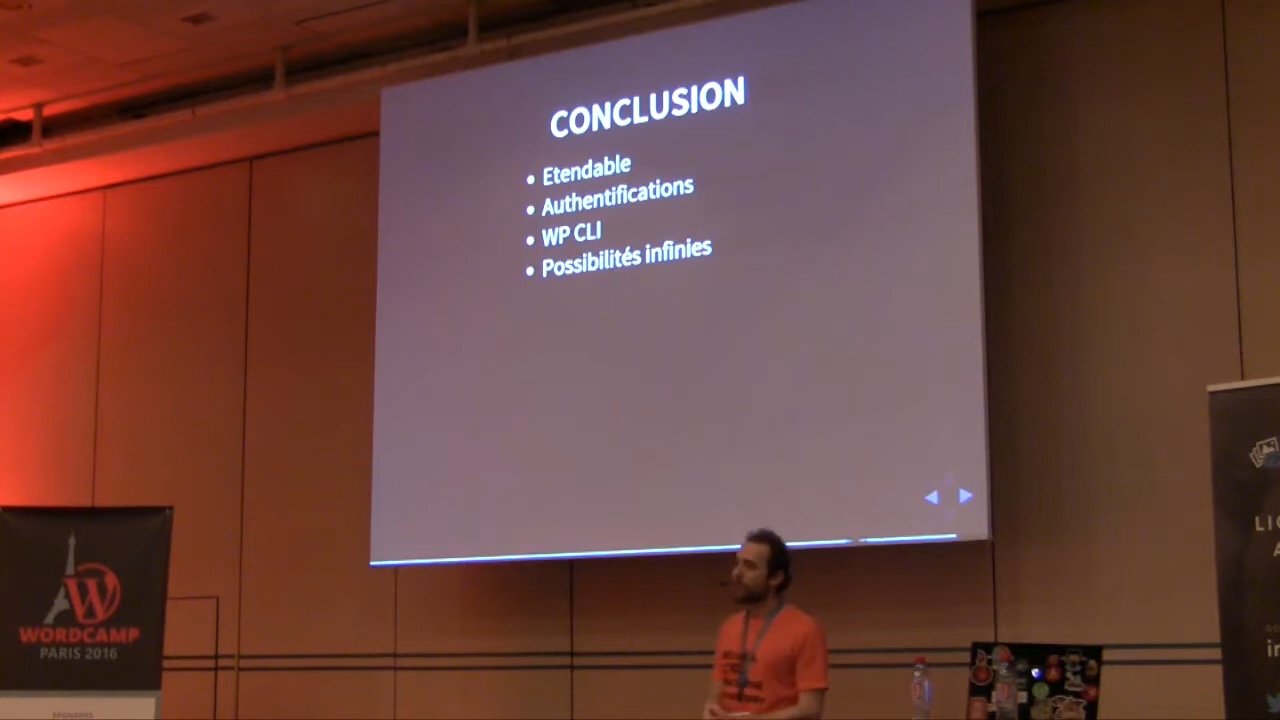 CONCLUSION
• Etendable
• Authentifications
• WP CLI
• Possibilités infinies
WORDCAMP
PARIS 2016